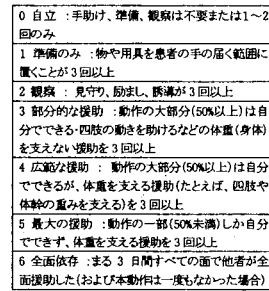 0 自立 :手助け、準備、観察は不要または1～2
回のみ
1 準備のみ :物や用具を患者の手の届く範囲に
置くことが3回以上
2 観察 : 見守り、励まし、誘導が3回以上
3 部分的な援助 :動作の大部分(50%以上)は自
分でできる・四肢の動きを助けるなどの体重(身体)
を支えない援助を3回以上
4 広範な援助 : 動作の大部分(50%以上)は自分
でできるが、体重を支える援助(たとえば、四肢や
体幹の重みを支える)を3回以上
5 最大の援助 :動作の一部(50%未満)しか自分
でできず、体重を支える援助を3回以上
6 全面依存 :まる 3 日間すべての面で他者が全
面援助した(および本動作は一度もなかった場合)